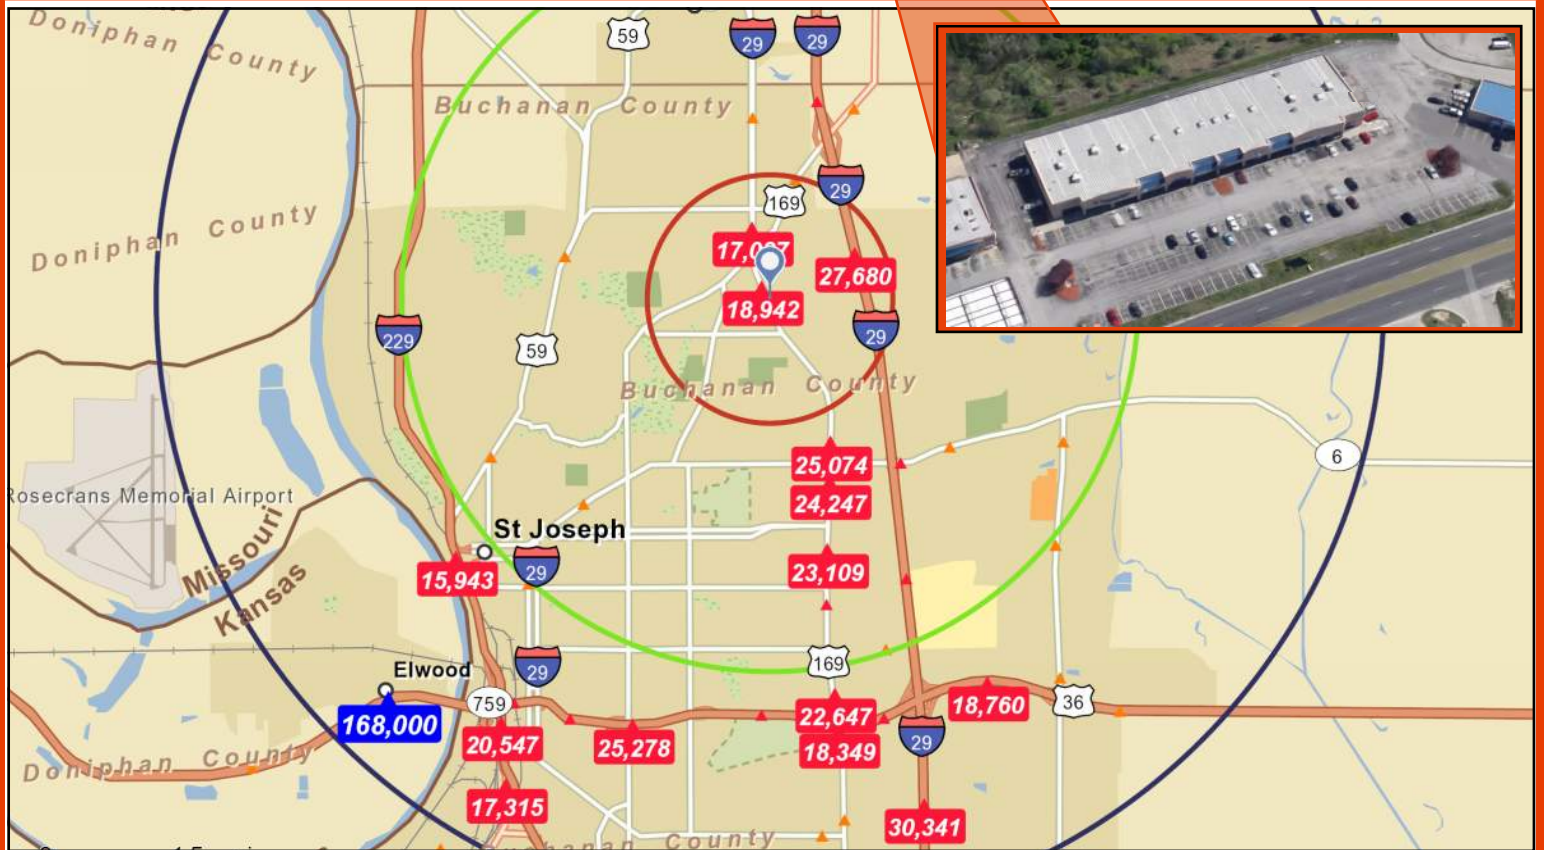 59
29
29
Doniphan County
Buchanan County
29
169
Doniphan County
27,680
18,942
229
29
59
Buchanan County
25,074
6
24,247
Rosecrans Memorial Airport
St Joseph
Missouri
29
15,943
23,109
Kansas
169
Elwood
29
759
36
168,000
22,647
18,760
20,547
25,278
18,349
29
Doniphan County
17,315
30,341
County